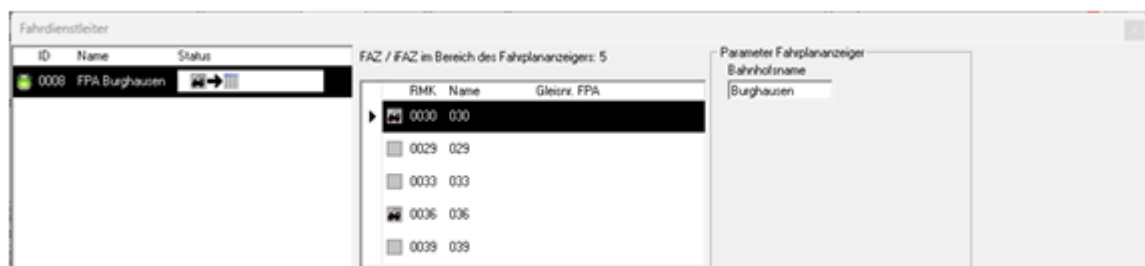 Fahrdienstleiter
ID Name Status
0008 FPA Burghausen
FAZ / iFAZ im Bereich des Fahrplananzeigers: 5
RMK Name Gleisnr. FPA
0030 030
0029 029
0033 033
0036 036
0039 039
Parameter Fahrplananzeiger
Bahnhofsname
Burghausen